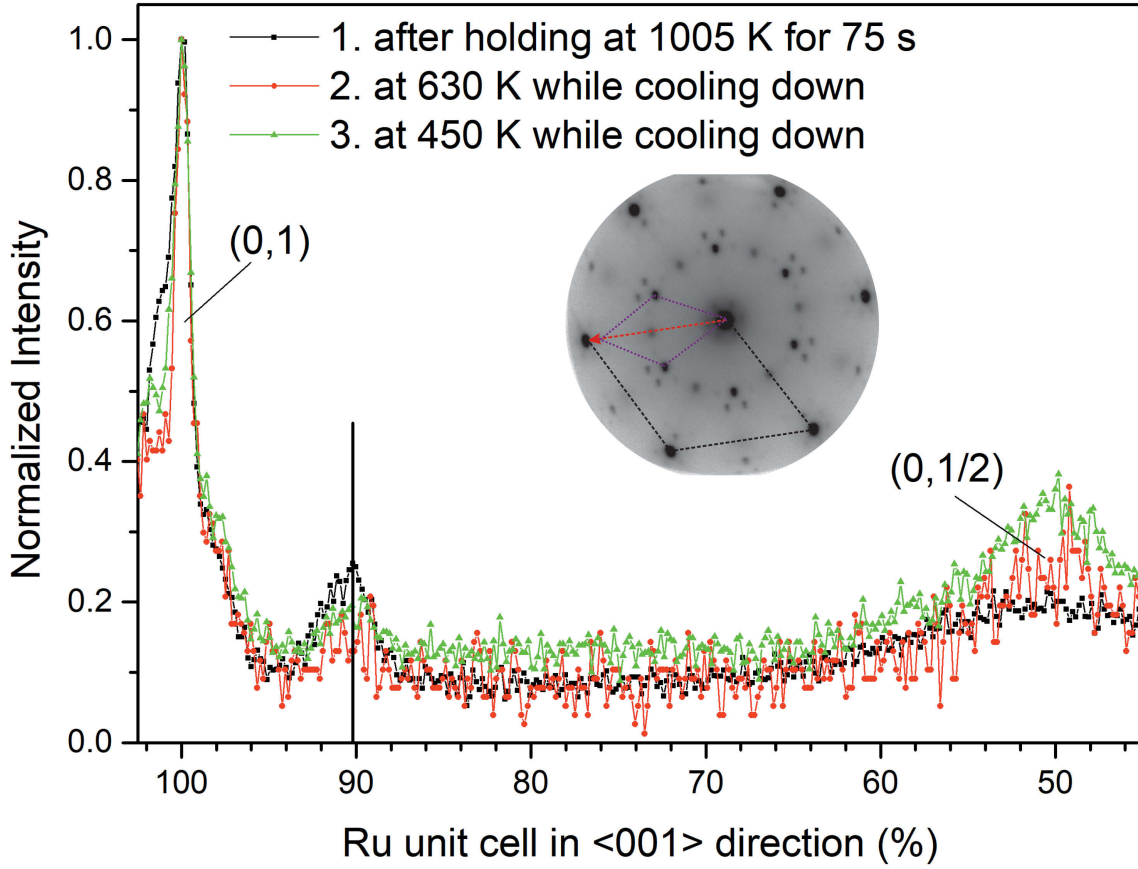 1. after holding at 1005 K for 75 s
2. at 630 K while cooling down
3. at 450 K while cooling down
1.0
0.8
0.6
0.4
0.2
0.0
Normalized Intensity
(0,1)
(0,1/2)
100 90 80 70 60 50
Ru unit cell in <001> direction (%)